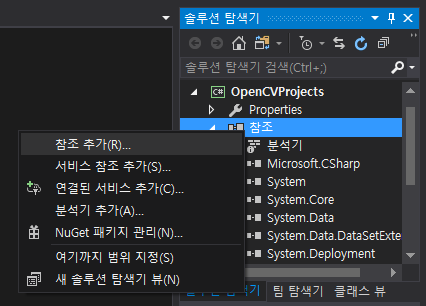 솔루션 탐색기
솔루션 탐색기 검색(Ctrl+;)
C# OpenCVProjects
Properties
참조
분석기
Microsoft.CSharp
System
System.Core
System.Data
System.Data.DataSetExte
System.Deployment
솔루션 탐색기 팀 탐색기 클래스 뷰
참조 추가(R)...
서비스 참조 추가(S)...
연결된 서비스 추가(C)...
분석기 추가(A)...
NuGet 패키지 관리(N)...
여기까지 범위 지정(S)
새 솔루션 탐색기 뷰(N)